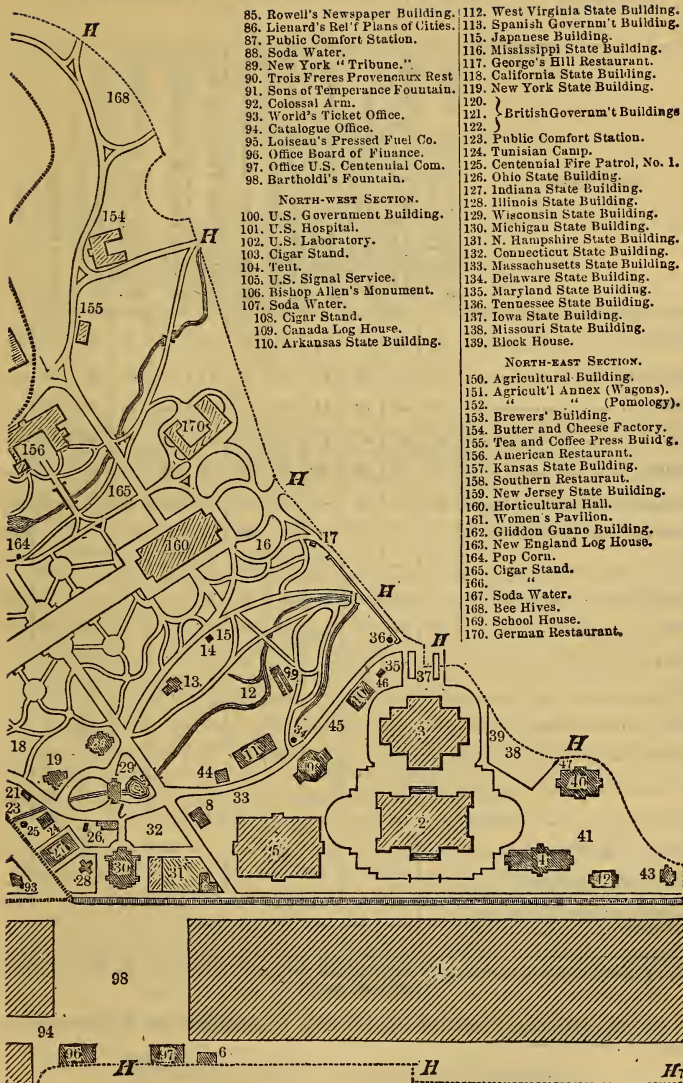 85. Rowell's Newspaper Building.
86. Lienard's Rel'f Plans of Cities.
87. Public Comfort Station.
88. Soda Water.
89. New York "Tribune.".
90. Trois Freres Provencaux Rest
91. Sons of Temperance Fountain.
92. Colossal Arm.
93. World's Ticket Office.
94. Catalogue Office.
95. Loiseau's Pressed Fuel Co.
96. Office Board of Finance.
97. Office U.S. Centennial Com.
98. Bartholdi's Fountain.
NORTH-WEST SECTION.
100. U.S. Government Building.
101. U.S. Hospital.
102. U.S. Laboratory.
103. Cigar Stand.
104. Tent.
105. U.S. Signal Service.
106. Bishop Allen's Monument.
107. Soda Water.
108. Cigar Stand.
109. Canada Log House.
110. Arkansas State Building.
112. West Virginia State Building.
113. Spanish Governm't Building.
115. Japanese Building.
116. Mississippi State Building.
117. George's Hill Restaurant.
118. California State Building.
119. New York State Building.
120.
121. } British Governm't Buildings
122.
123. Public Comfort Station.
124. Tunisian Camp.
125. Centennial Fire Patrol, No. 1.
126. Ohio State Building.
127. Indiana State Building.
128. Illinois State Building.
129. Wisconsin State Building.
130. Michigan State Building.
131. N. Hampshire State Building.
132. Connecticut State Building.
133. Massachusetts State Building.
134. Delaware State Building.
135. Maryland State Building.
136. Tennessee State Building.
137. Iowa State Building.
138. Missouri State Building.
139. Block House.
NORTH-EAST SECTION.
150. Agricultural Building.
151. Agricult'l Annex (Wagons).
152. " " (Pomology).
153. Brewers' Building.
154. Butter and Cheese Factory.
155. Tea and Coffee Press Build'g.
156. American Restaurant.
157. Kansas State Building.
158. Southern Restaurant.
159. New Jersey State Building.
160. Horticultural Hall.
161. Women's Pavilion.
162. Gliddon Guano Building.
163. New England Log House.
164. Pop Corn.
165. Cigar Stand.
166. "
167. Soda Water.
168. Bee Hives.
169. School House.
170. German Restaurant.
H
168
154
H
155
170
156
165
H
164
160
16
17
H
36
H
15
14
35
37
13
12
99
46
10
3
39
38
H
45
47
40
18
34
19
29
11
9
44
21
23
8
33
2
25
24
26
32
5
41
27
28
30
31
4
42
43
93
98
1
94
96
97
6
H
H
H